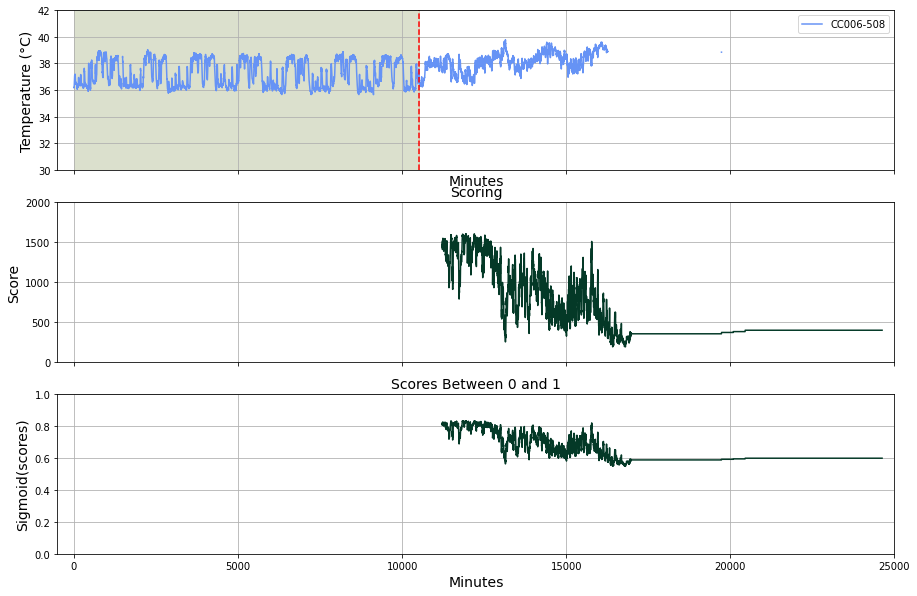 42
40
38
36
34
32
30
Temperature (°C)
CC006-508
Minutes
Scoring
2000
1500
1000
500
0
Score
Scores Between 0 and 1
1.0
0.8
0.6
0.4
0.2
0.0
Sigmoid(scores)
0 5000 10000 15000 20000 25000
Minutes